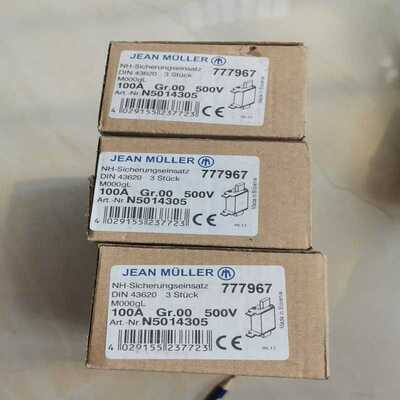 JEAN MÜLLER
NH-Sicherungseinsatz 777967
DIN 43620 3 Stück
M000gL
100A Gr.00 500V
Art.-Nr. N5014305
4 029155 237723 CE
JEAN MÜLLER
NH-Sicherungseinsatz 777967
DIN 43620 3 Stück
M000gL
100A Gr.00 500V
Art.-Nr. N5014305
4 029155 237723 CE
JEAN MÜLLER
NH-Sicherungseinsatz 777967
DIN 43620 3 Stück
M000gL
100A Gr.00 500V
Art.-Nr. N5014305
4 029155 237723 CE